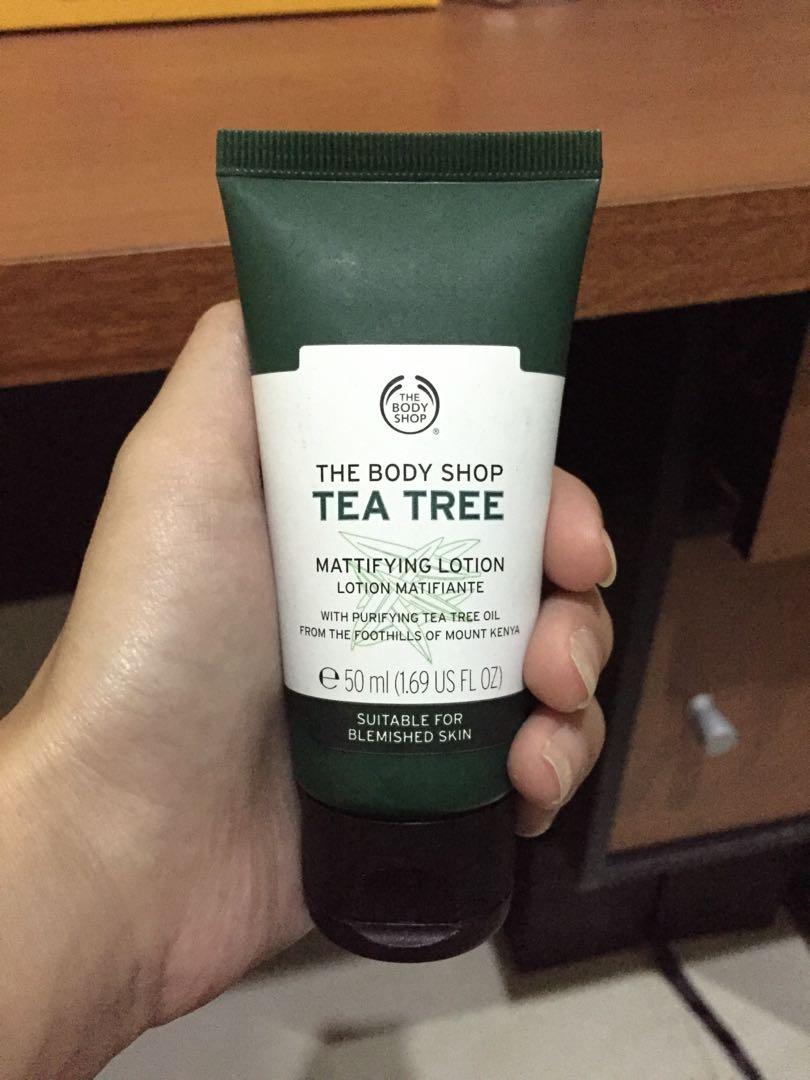 THE
BODY
SHOP
®
THE BODY SHOP
TEA TREE
MATTIFYING LOTION
LOTION MATIFIANTE
WITH PURIFYING TEA TREE OIL
FROM THE FOOTHILLS OF MOUNT KENYA
℮ 50 ml (1.69 US FL OZ)
SUITABLE FOR
BLEMISHED SKIN